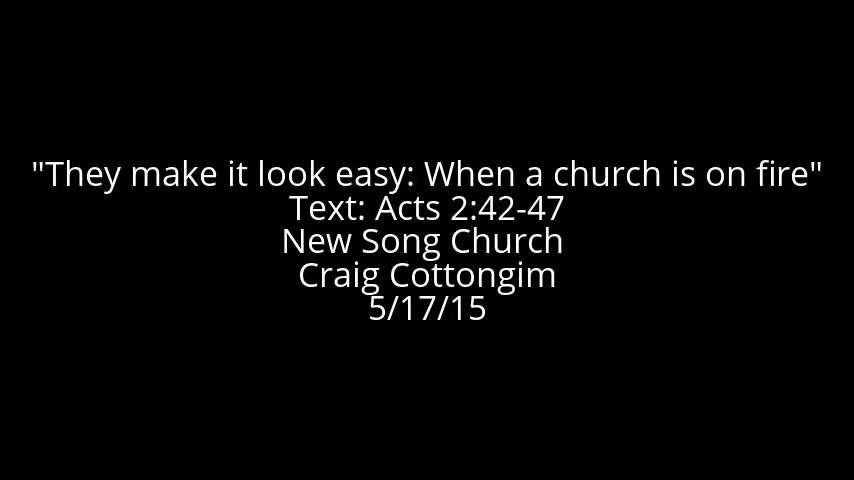 "They make it look easy: When a church is on fire"
Text: Acts 2:42-47
New Song Church
Craig Cottongim
5/17/15